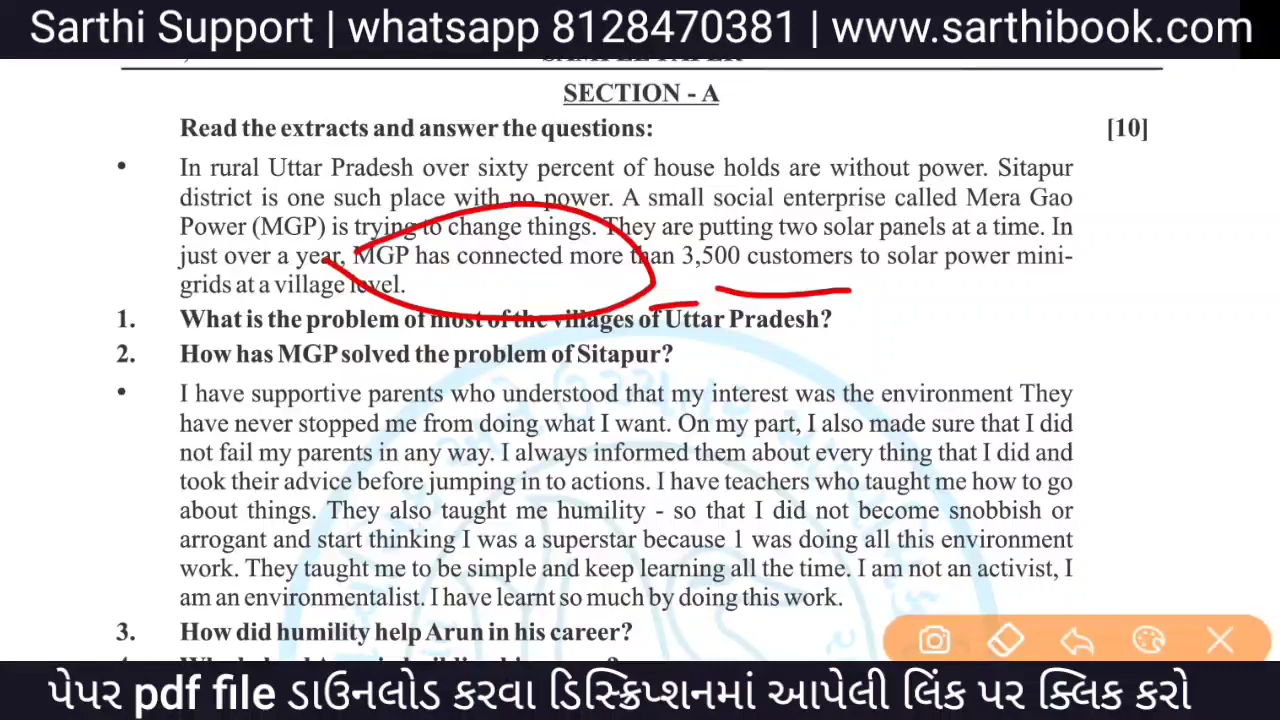 Sarthi Support | whatsapp 8128470381 | www.sarthibook.com
SAMPLE PAPER
SECTION - A
Read the extracts and answer the questions: [10]
• In rural Uttar Pradesh over sixty percent of house holds are without power. Sitapur
district is one such place with no power. A small social enterprise called Mera Gao
Power (MGP) is trying to change things. They are putting two solar panels at a time. In
just over a year, MGP has connected more than 3,500 customers to solar power mini-
grids at a village level.
1. What is the problem of most of the villages of Uttar Pradesh?
2. How has MGP solved the problem of Sitapur?
• I have supportive parents who understood that my interest was the environment They
have never stopped me from doing what I want. On my part, I also made sure that I did
not fail my parents in any way. I always informed them about every thing that I did and
took their advice before jumping in to actions. I have teachers who taught me how to go
about things. They also taught me humility - so that I did not become snobbish or
arrogant and start thinking I was a superstar because 1 was doing all this environment
work. They taught me to be simple and keep learning all the time. I am not an activist, I
am an environmentalist. I have learnt so much by doing this work.
3. How did humility help Arun in his career?
પેપર pdf file ડાઉનલોડ કરવા ડિસ્ક્રિપ્શનમાં આપેલી લિંક પર ક્લિક કરો